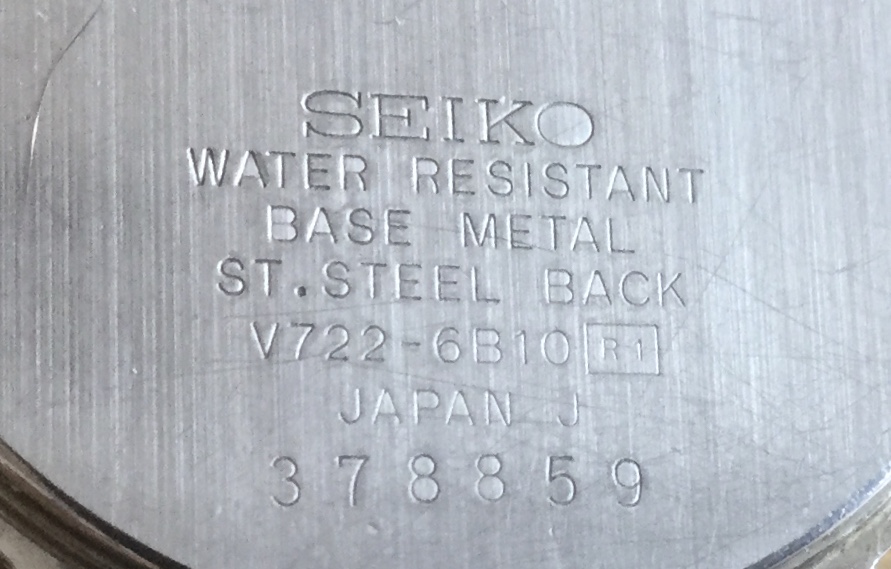 SEIKO
WATER RESISTANT
BASE METAL
ST. STEEL BACK
V722-6B10 R1
JAPAN J
378859